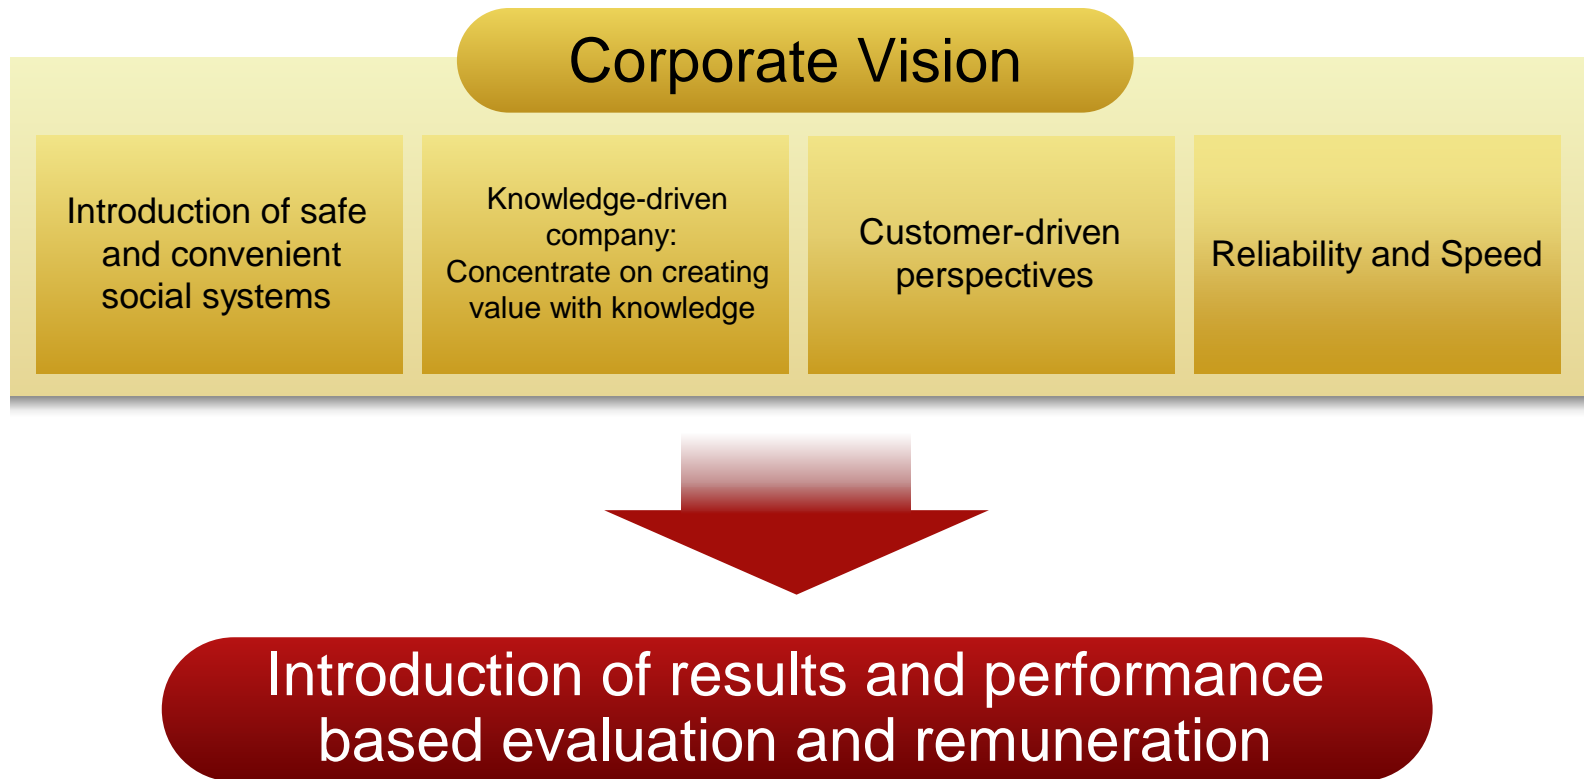 Corporate Vision
Introduction of safe
and convenient
social systems
Knowledge-driven
company:
Concentrate on creating
value with knowledge
Customer-driven
perspectives
Reliability and Speed
Introduction of results and performance
based evaluation and remuneration